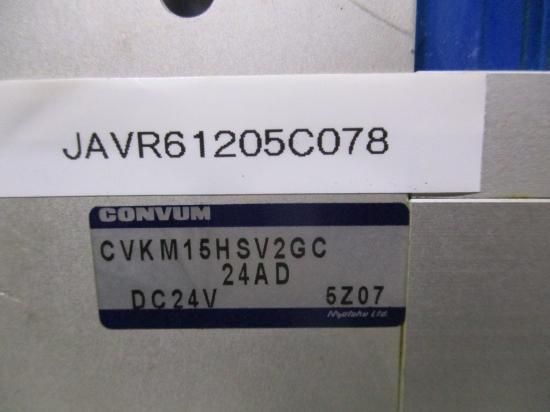 JAVR61205C078
CONVUM
CVKM15HSV2GC
24AD
DC24V 5Z07
Myotoku Ltd.